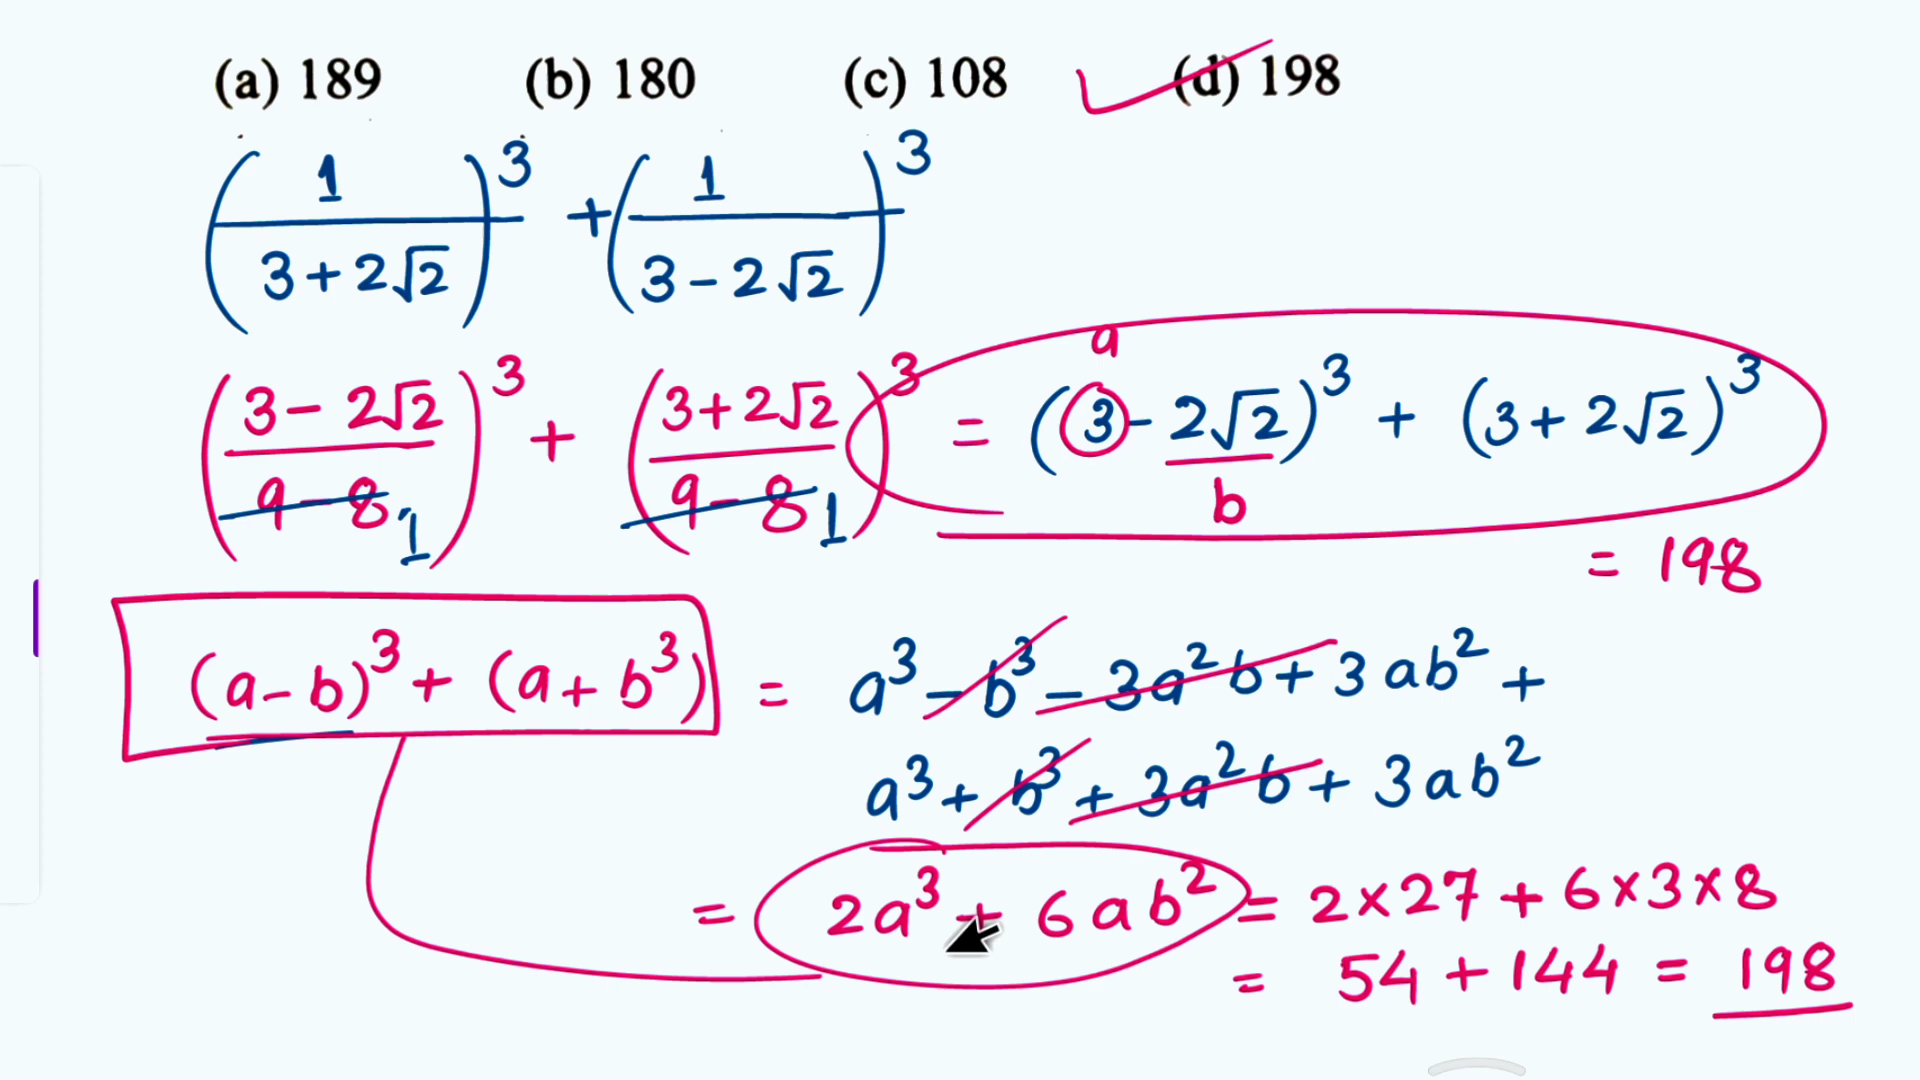 (a) 189 (b) 180 (c) 108 (d) 198
(1/(3+2√2))³ + (1/(3-2√2))³
((3-2√2)/(9-8) 1)³ + ((3+2√2)/(9-8) 1)³ = (3-2√2)³ + (3+2√2)³
a
b
= 198
(a-b)³ + (a+b³) = a³ - b³ - 3a²b + 3ab² +
a³ + b³ + 3a²b + 3ab²
= 2a³ + 6ab² = 2×27 + 6×3×8
= 54 + 144 = 198